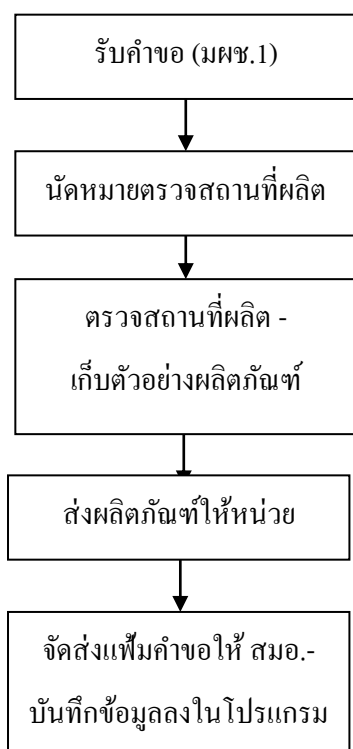 รับคำขอ (มผช.1)
นัดหมายตรวจสถานที่ผลิต
ตรวจสถานที่ผลิต -
เก็บตัวอย่างผลิตภัณฑ์
ส่งผลิตภัณฑ์ให้หน่วย
จัดส่งแฟ้มคำขอให้ สมอ.-
บันทึกข้อมูลลงในโปรแกรม